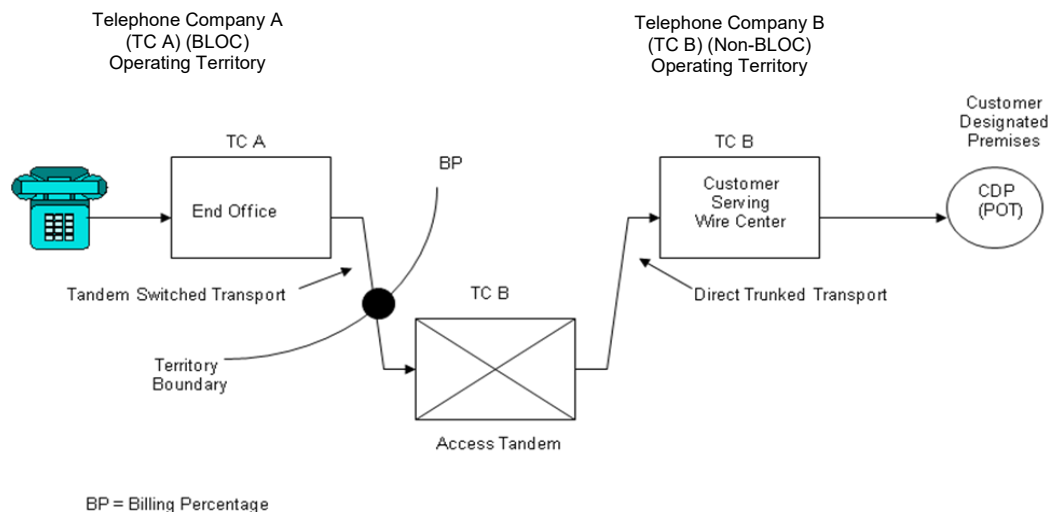 Telephone Company A
(TC A) (BLOC)
Operating Territory
Telephone Company B
(TC B) (Non-BLOC)
Operating Territory
Customer
Designated
Premises
TC A
BP
TC B
End Office
Customer
Serving
Wire Center
CDP
(POT)
Tandem Switched Transport
TC B
Direct Trunked Transport
Territory
Boundary
Access Tandem
BP = Billing Percentage